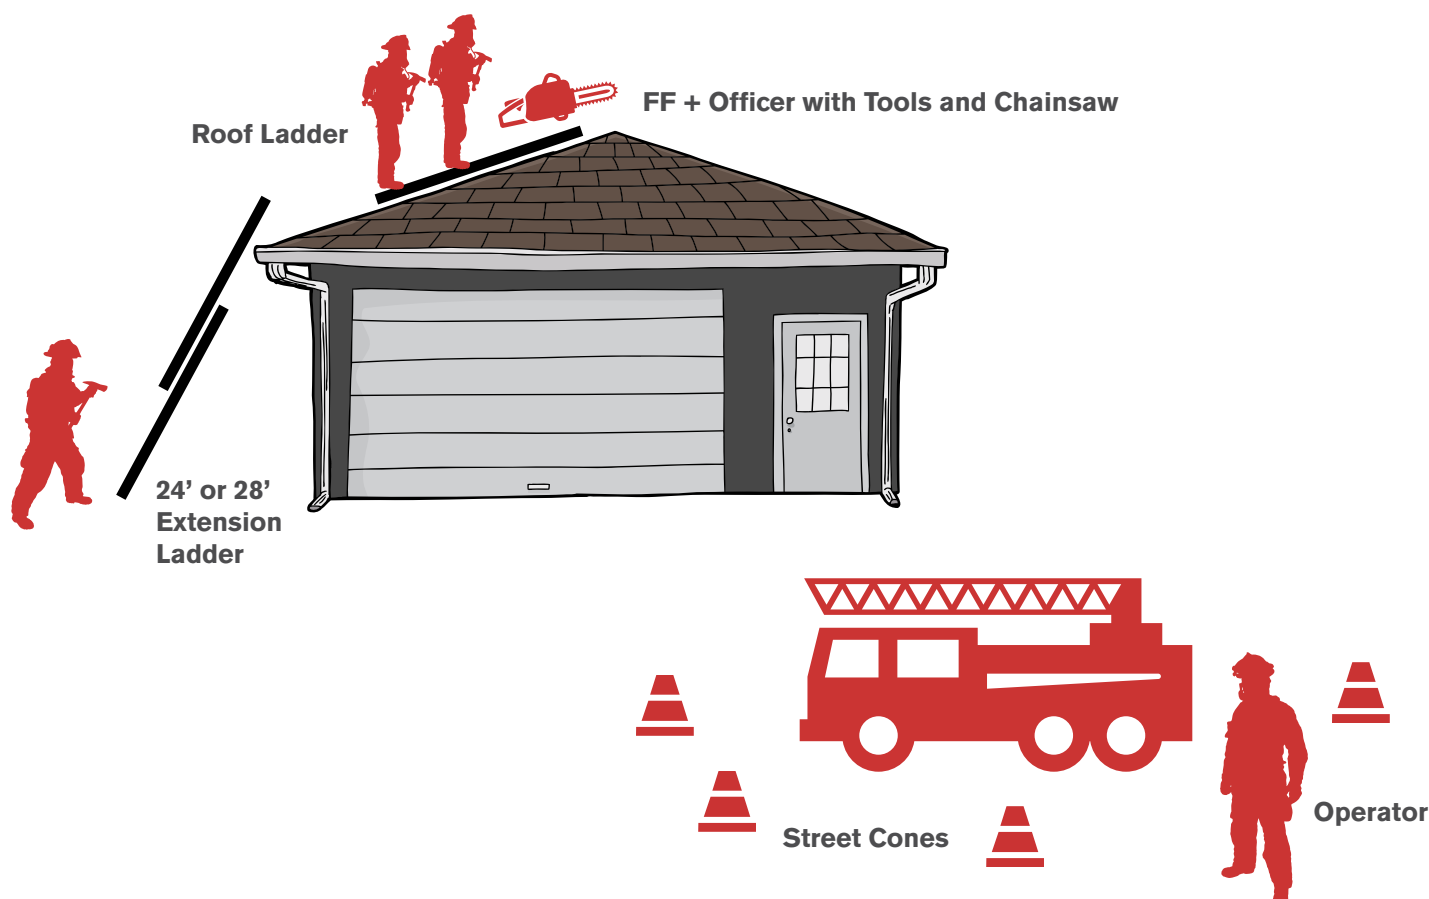 FF + Officer with Tools and Chainsaw
Roof Ladder
24’ or 28’
Extension
Ladder
Operator
Street Cones